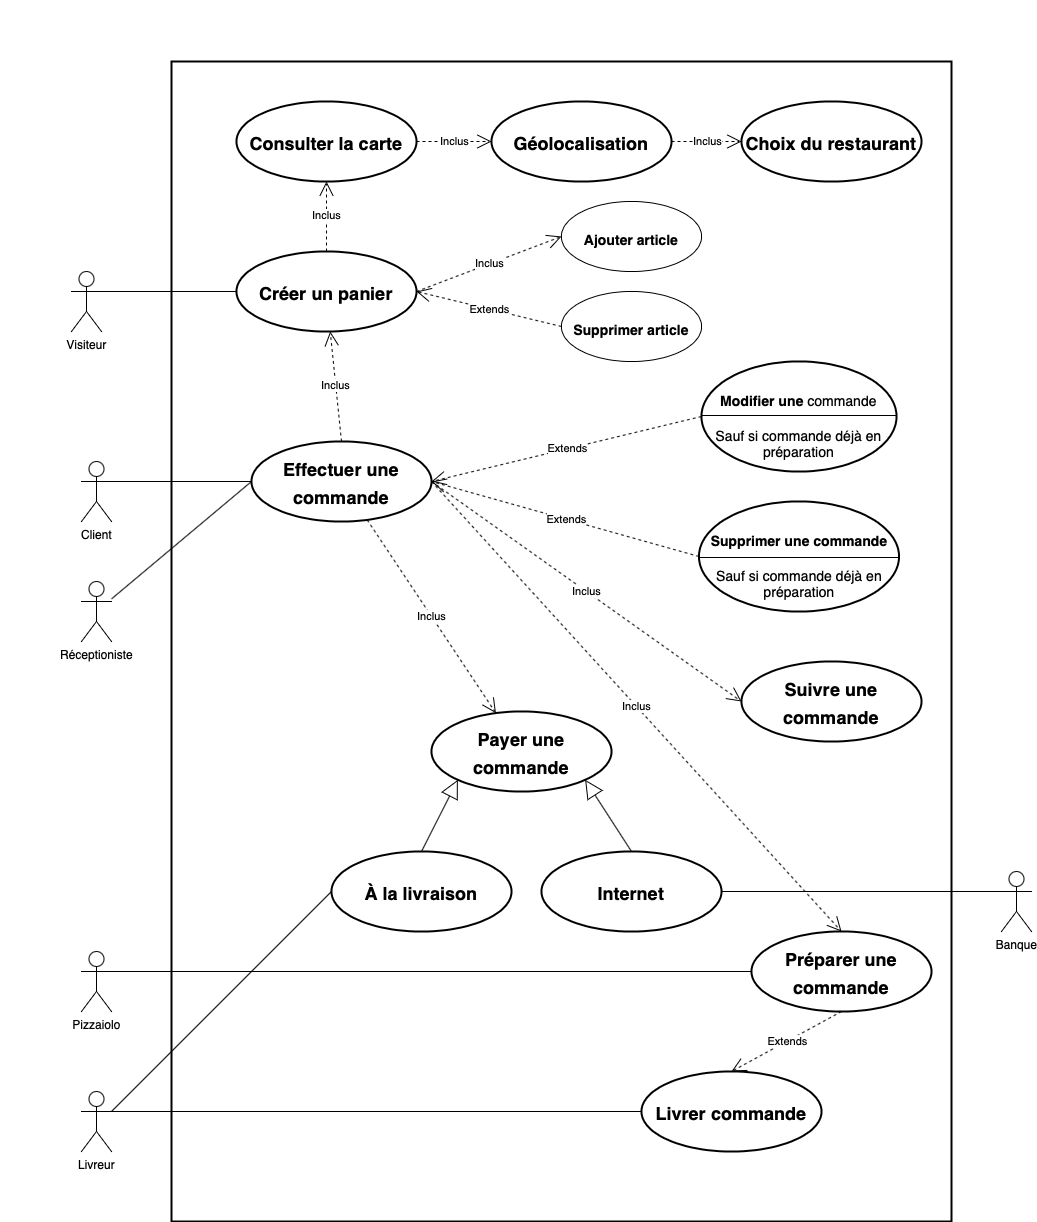 Consulter la carte
Inclus
Géolocalisation
Inclus
Choix du restaurant
Inclus
Ajouter article
Inclus
Créer un panier
Extends
Supprimer article
Visiteur
Inclus
Modifier une commande
Sauf si commande déjà en
préparation
Extends
Effectuer une
commande
Client
Extends
Supprimer une commande
Sauf si commande déjà en
préparation
Inclus
Inclus
Réceptioniste
Suivre une
commande
Inclus
Payer une
commande
À la livraison
Internet
Banque
Préparer une
commande
Pizzaiolo
Extends
Livrer commande
Livreur